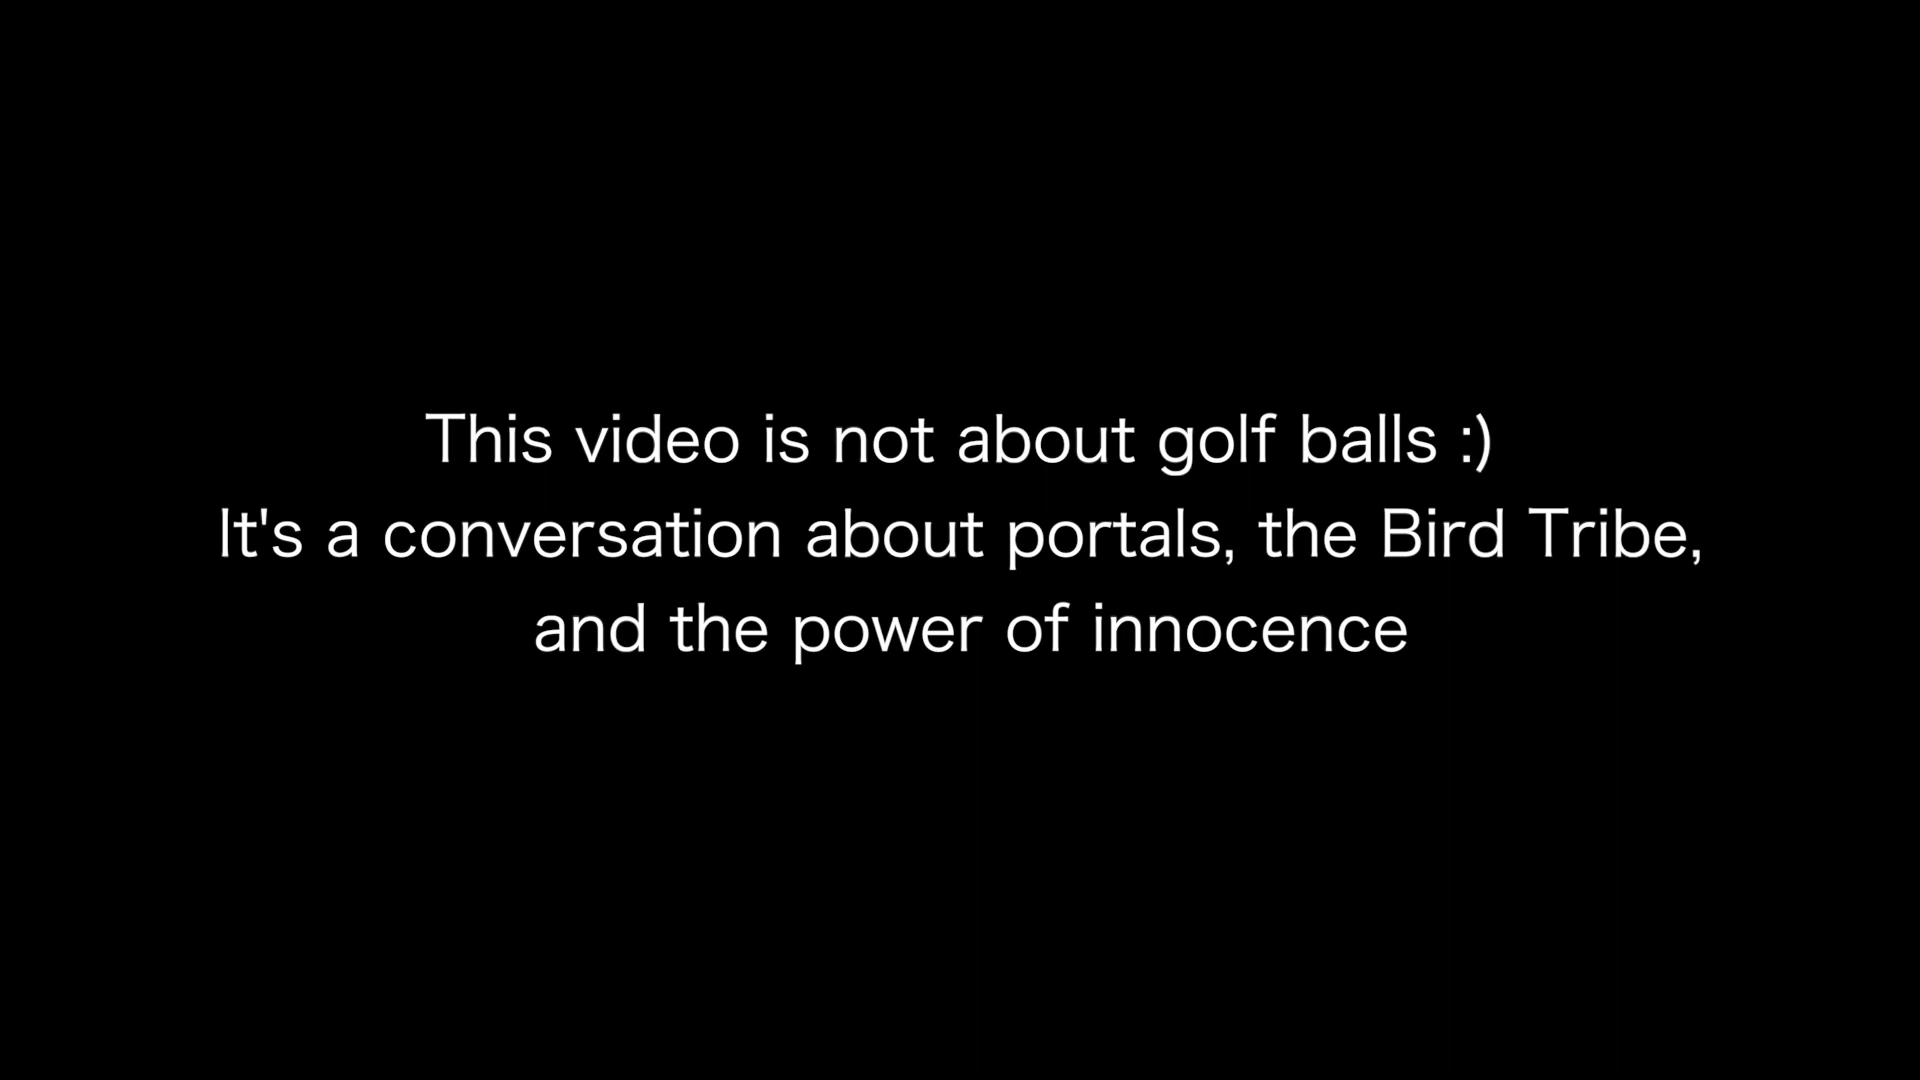 This video is not about golf balls :)
It's a conversation about portals, the Bird Tribe,
and the power of innocence